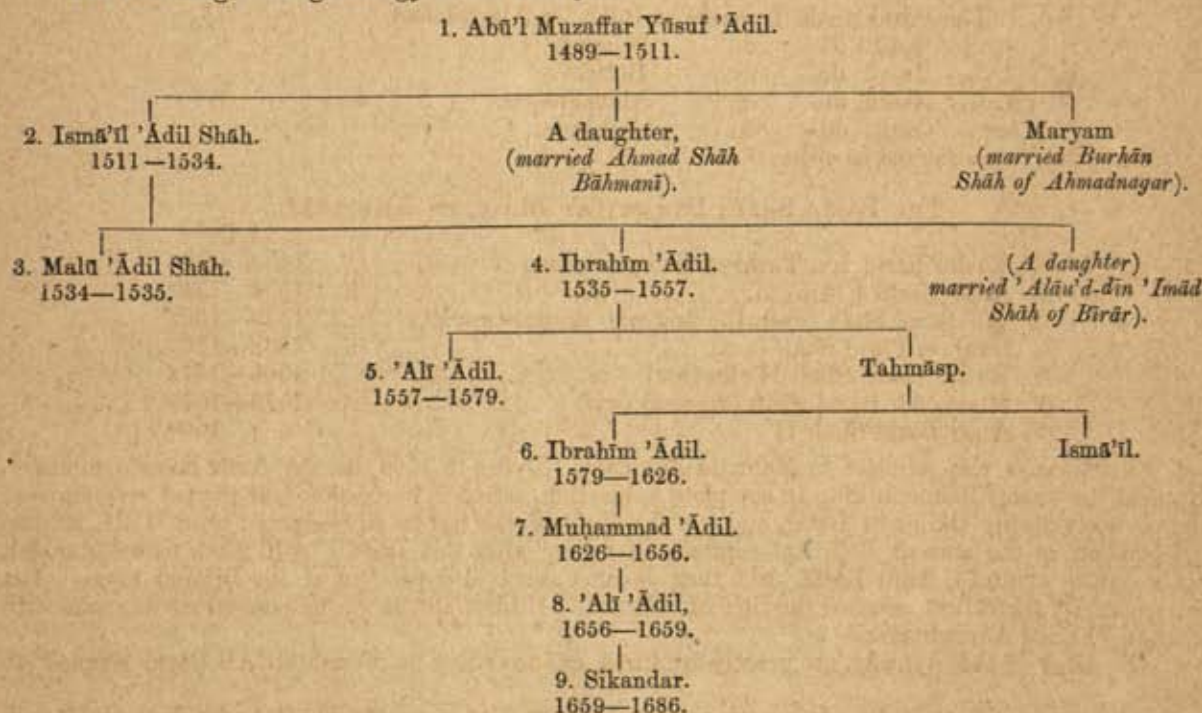 1. Abū'l Muzaffar Yūsuf 'Ādil.
1489—1511.
2. Ismā'īl 'Ādil Shāh.
1511—1534.
A daughter,
(married Ahmad Shāh
Bāhmanī).
Maryam
(married Burhān
Shāh of Ahmadnagar).
3. Malū 'Ādil Shāh.
1534—1535.
4. Ibrahīm 'Ādil.
1535—1557.
(A daughter)
married 'Alāu'd-dīn 'Imād
Shāh of Bīrār).
5. 'Alī 'Ādil.
1557—1579.
Tahmāsp.
6. Ibrahīm 'Ādil.
1579—1626.
Ismā'īl.
7. Muḥammad 'Ādil.
1626—1656.
8. 'Alī 'Ādil,
1656—1659.
9. Sikandar.
1659—1686.